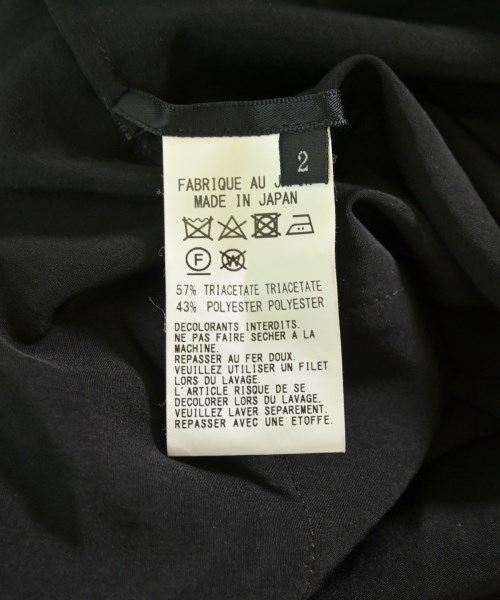 2
FABRIQUE AU
MADE IN JAPAN
F
W
57% TRIACETATE TRIACETATE
43% POLYESTER POLYESTER
DECOLORANTS INTERDITS.
NE PAS FAIRE SECHER A LA
MACHINE.
REPASSER AU FER DOUX.
VEUILLEZ UTILISER UN FILET
LORS DU LAVAGE.
L'ARTICLE RISQUE DE SE
DECOLORER LORS DU LAVAGE,
VEUILLEZ LAVER SEPAREMENT.
REPASSER AVEC UNE ETOFFE.